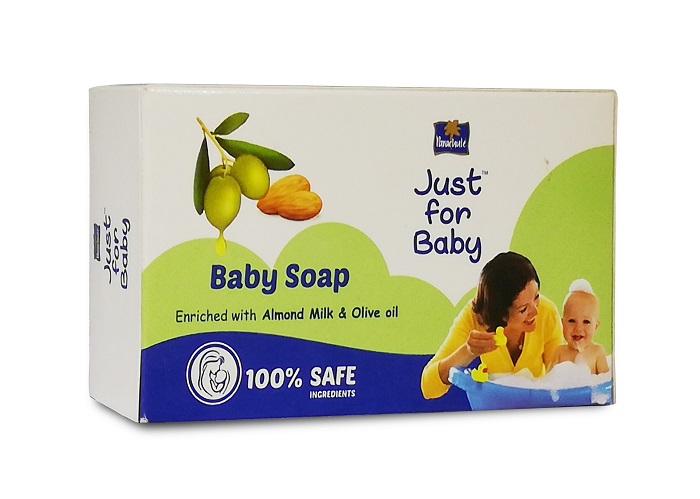 Parachute
Just™
for
Baby
Baby Soap
Enriched with Almond Milk & Olive oil
100% SAFE
INGREDIENTS
Just
for
Baby